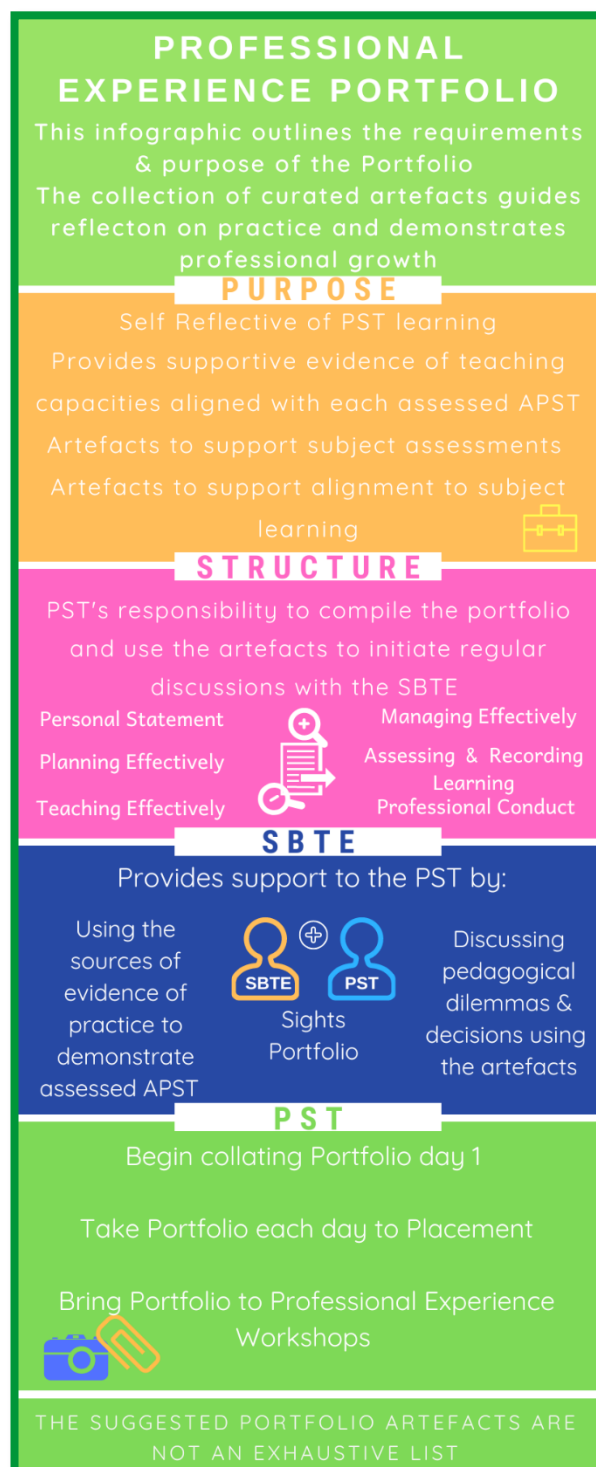 PROFESSIONAL
EXPERIENCE PORTFOLIO
This infographic outlines the requirements
& purpose of the Portfolio
The collection of curated artefacts guides
reflecton on practice and demonstrates
professional growth
PURPOSE
Self Reflective of PST learning
Provides supportive evidence of teaching
capacities aligned with each assessed APST
Artefacts to support subject assessments
Artefacts to support alignment to subject
learning
STRUCTURE
PST's responsibility to compile the portfolio
and use the artefacts to initiate regular
discussions with the SBTE
Personal Statement
Planning Effectively
Teaching Effectively
Managing Effectively
Assessing & Recording
Learning
Professional Conduct
SBTE
Provides support to the PST by:
Using the
sources of
evidence of
practice to
demonstrate
assessed APST
SBTE
PST
Sights
Portfolio
Discussing
pedagogical
dilemmas &
decisions using
the artefacts
PST
Begin collating Portfolio day 1
Take Portfolio each day to Placement
Bring Portfolio to Professional Experience
Workshops
THE SUGGESTED PORTFOLIO ARTEFACTS ARE
NOT AN EXHAUSTIVE LIST